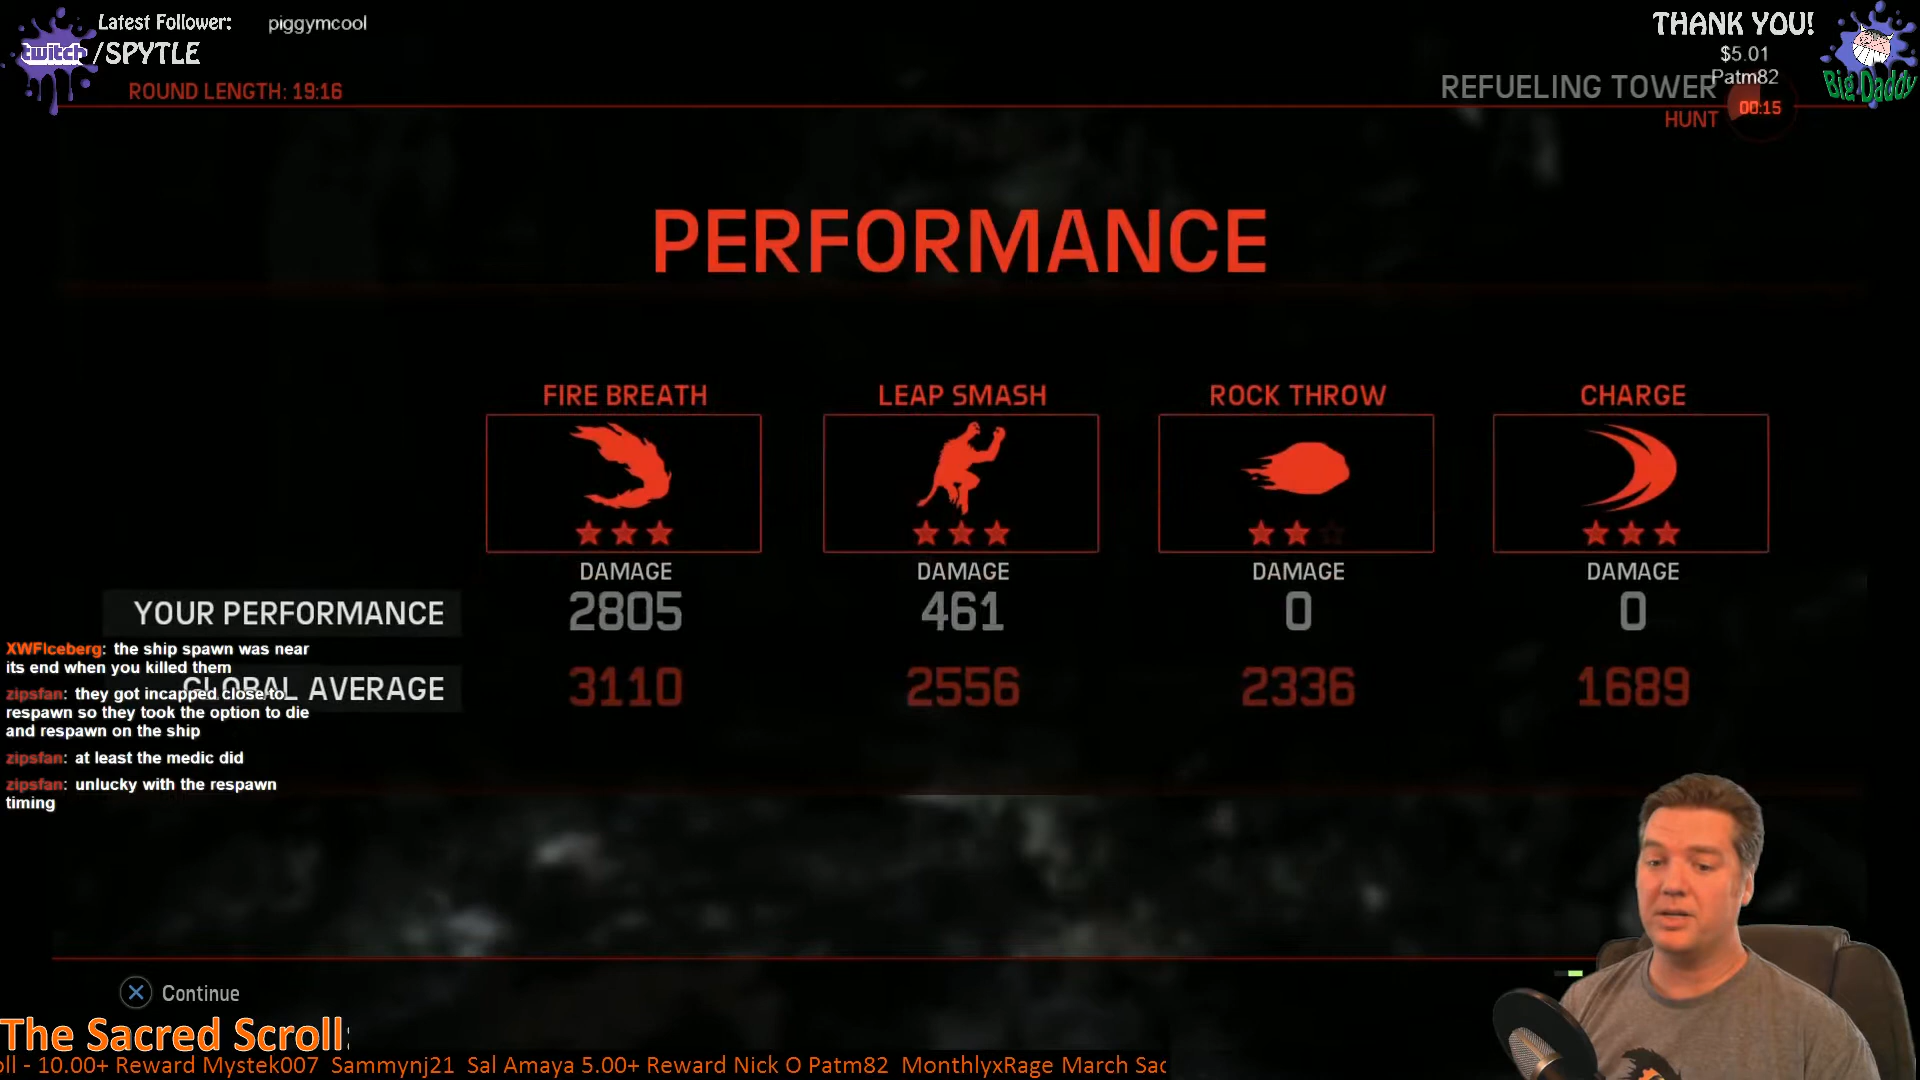 Latest Follower: piggymcool
twitch /SPYTLE
THANK YOU!
$5.01
Patm82
Big Daddy
ROUND LENGTH: 19:16
REFUELING TOWER
HUNT
00:15
PERFORMANCE
FIRE BREATH LEAP SMASH ROCK THROW CHARGE
DAMAGE DAMAGE DAMAGE DAMAGE
YOUR PERFORMANCE 2805 461 0 0
GLOBAL AVERAGE 3110 2556 2336 1689
XWFIceberg: the ship spawn was near
its end when you killed them
zipsfan: they got incapped close to
respawn so they took the option to die
and respawn on the ship
zipsfan: at least the medic did
zipsfan: unlucky with the respawn
timing
Continue
The Sacred Scroll:
oll - 10.00+ Reward Mystek007 Sammynj21 Sal Amaya 5.00+ Reward Nick O Patm82 MonthlyxRage March Sac